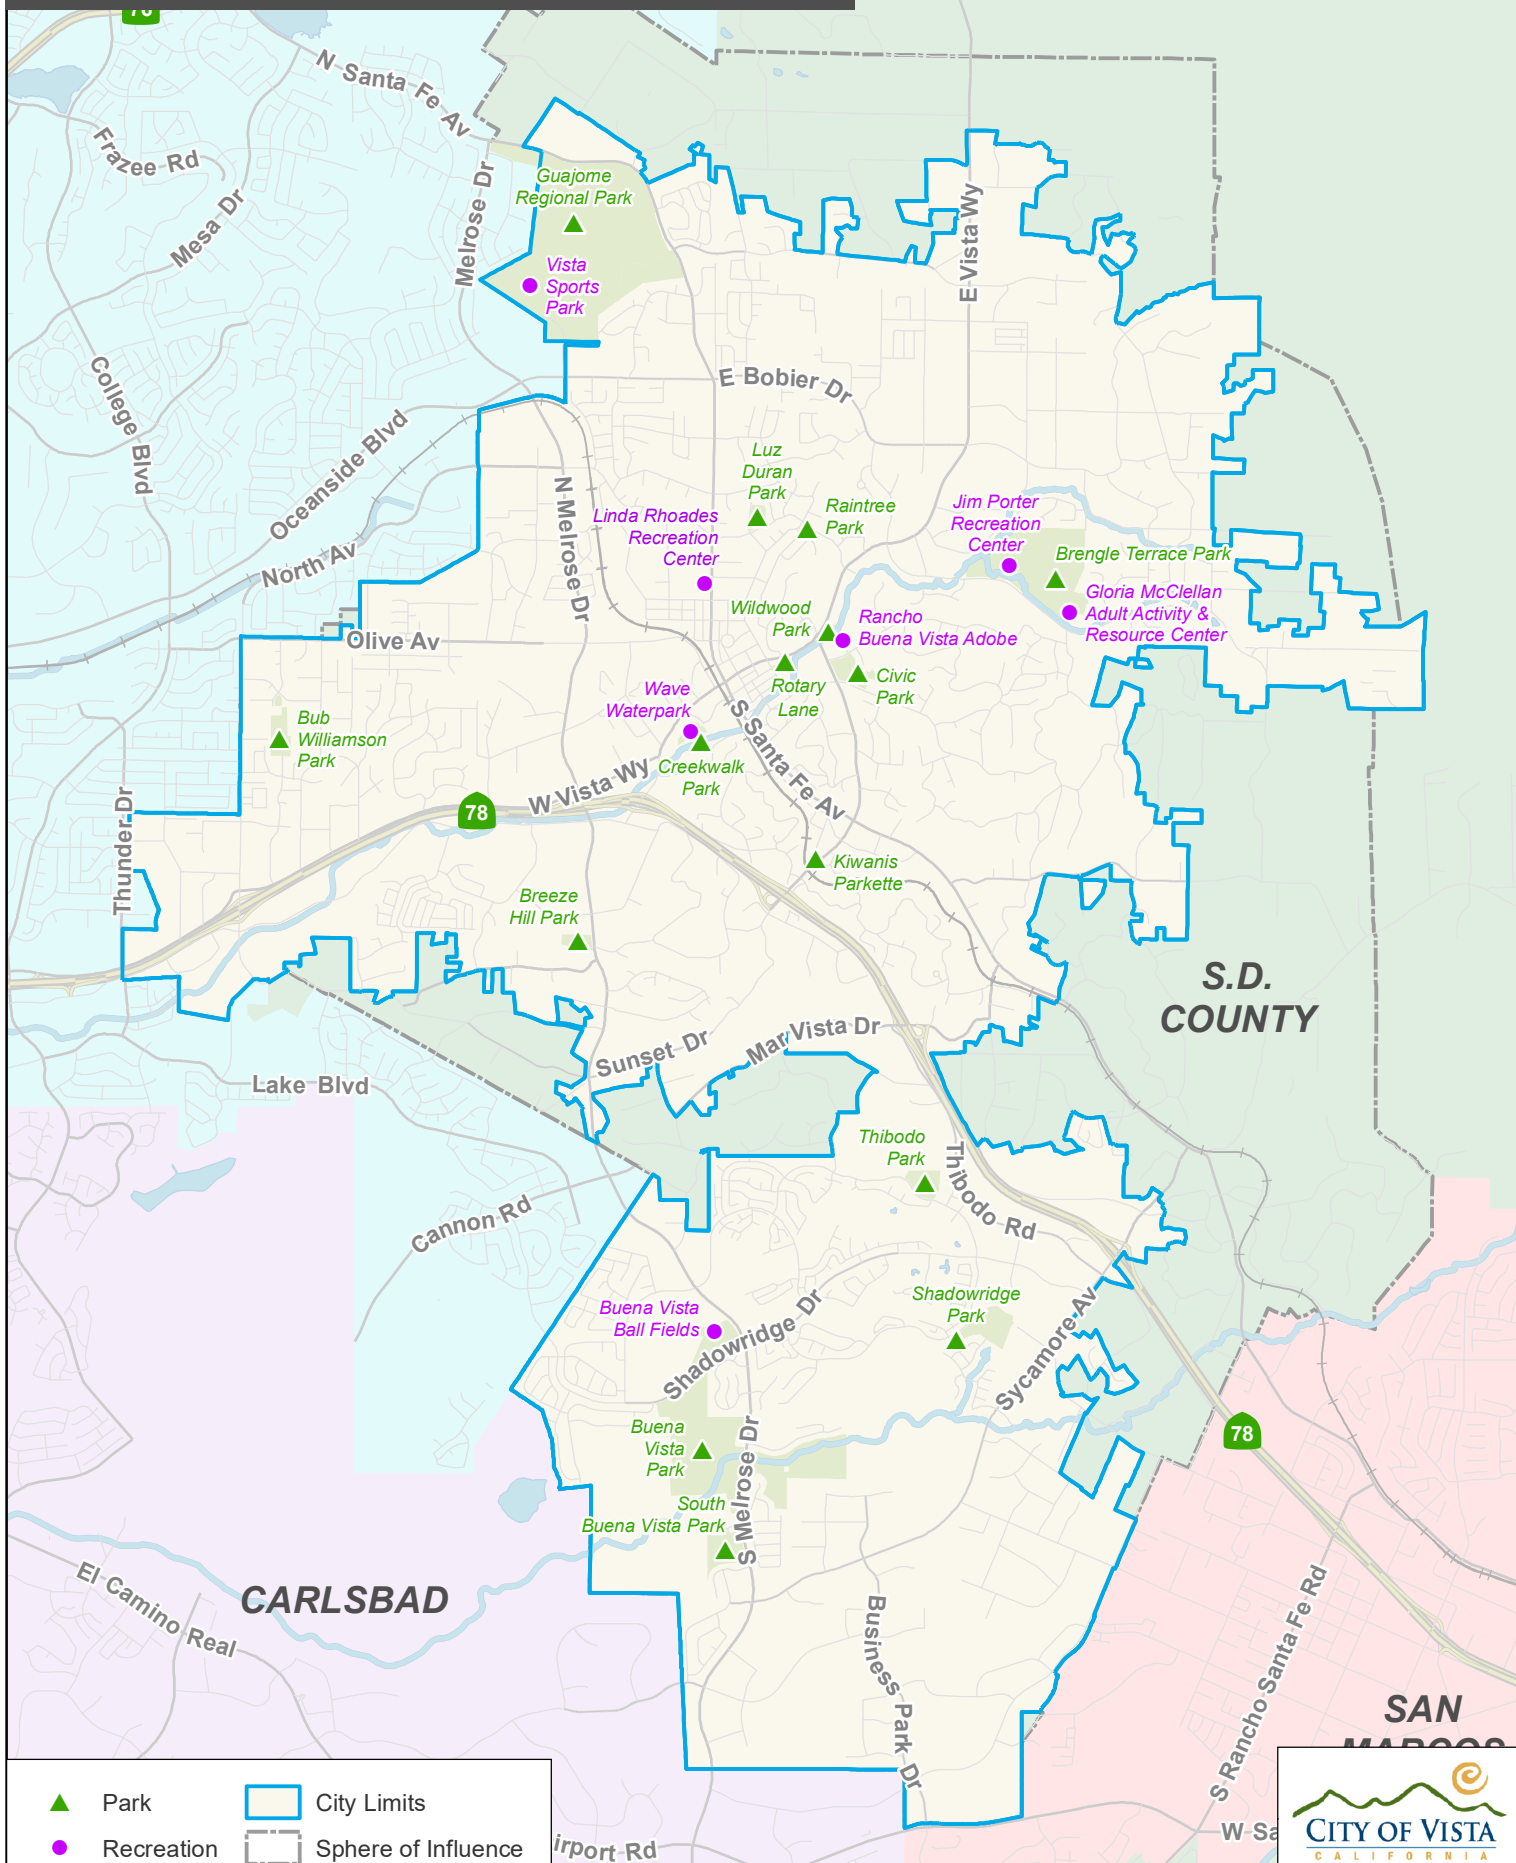 N Santa Fe Av
Frazee Rd
Mesa Dr
Melrose Dr
Guajome
Regional Park
Vista
Sports
Park
E Vista Wy
College Blvd
E Bobier Dr
Oceanside Blvd
North Av
N Melrose Dr
Luz
Duran
Park
Raintree
Park
Linda Rhoades
Recreation
Center
Jim Porter
Recreation
Center
Brengle Terrace Park
Gloria McClellan
Adult Activity &
Resource Center
Wildwood
Park
Rancho
Buena Vista Adobe
Olive Av
Rotary
Lane
Civic
Park
Wave
Waterpark
Creekwalk
Park
S Santa Fe Av
Bub
Williamson
Park
W Vista Wy
78
Thunder Dr
Kiwanis
Parkette
Breeze
Hill Park
S.D.
COUNTY
Sunset Dr
Mar Vista Dr
Lake Blvd
Thibodo
Park
Thibodo Rd
Cannon Rd
Shadowridge
Park
Buena Vista
Ball Fields
Shadowridge Dr
Sycamore Av
78
Buena
Vista
Park
S Melrose Dr
South
Buena Vista Park
CARLSBAD
El Camino Real
Business Park Dr
S Rancho Santa Fe Rd
SAN
MARCOS
Park
City Limits
Recreation
Sphere of Influence
irport Rd
W Sa
CITY OF VISTA
CALIFORNIA